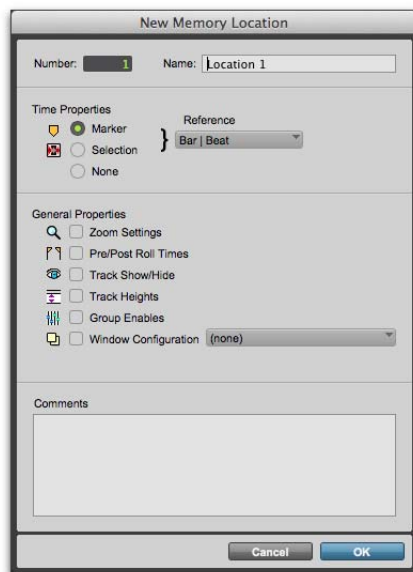 New Memory Location
Number: 1 Name: Location 1
Time Properties
Reference
Marker
Bar | Beat
Selection
None
General Properties
Zoom Settings
Pre/Post Roll Times
Track Show/Hide
Track Heights
Group Enables
Window Configuration (none)
Comments
Cancel OK